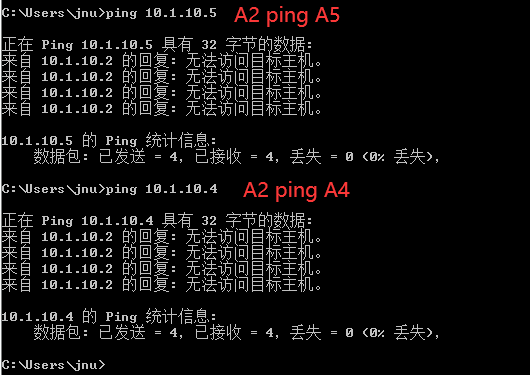 C:\Users\jnu>ping 10.1.10.5 A2 ping A5
正在 Ping 10.1.10.5 具有 32 字节的数据:
来自 10.1.10.2 的回复: 无法访问目标主机。
来自 10.1.10.2 的回复: 无法访问目标主机。
来自 10.1.10.2 的回复: 无法访问目标主机。
来自 10.1.10.2 的回复: 无法访问目标主机。
10.1.10.5 的 Ping 统计信息:
数据包: 已发送 = 4, 已接收 = 4, 丢失 = 0 (0% 丢失),
C:\Users\jnu>ping 10.1.10.4 A2 ping A4
正在 Ping 10.1.10.4 具有 32 字节的数据:
来自 10.1.10.2 的回复: 无法访问目标主机。
来自 10.1.10.2 的回复: 无法访问目标主机。
来自 10.1.10.2 的回复: 无法访问目标主机。
来自 10.1.10.2 的回复: 无法访问目标主机。
10.1.10.4 的 Ping 统计信息:
数据包: 已发送 = 4, 已接收 = 4, 丢失 = 0 (0% 丢失),
C:\Users\jnu>